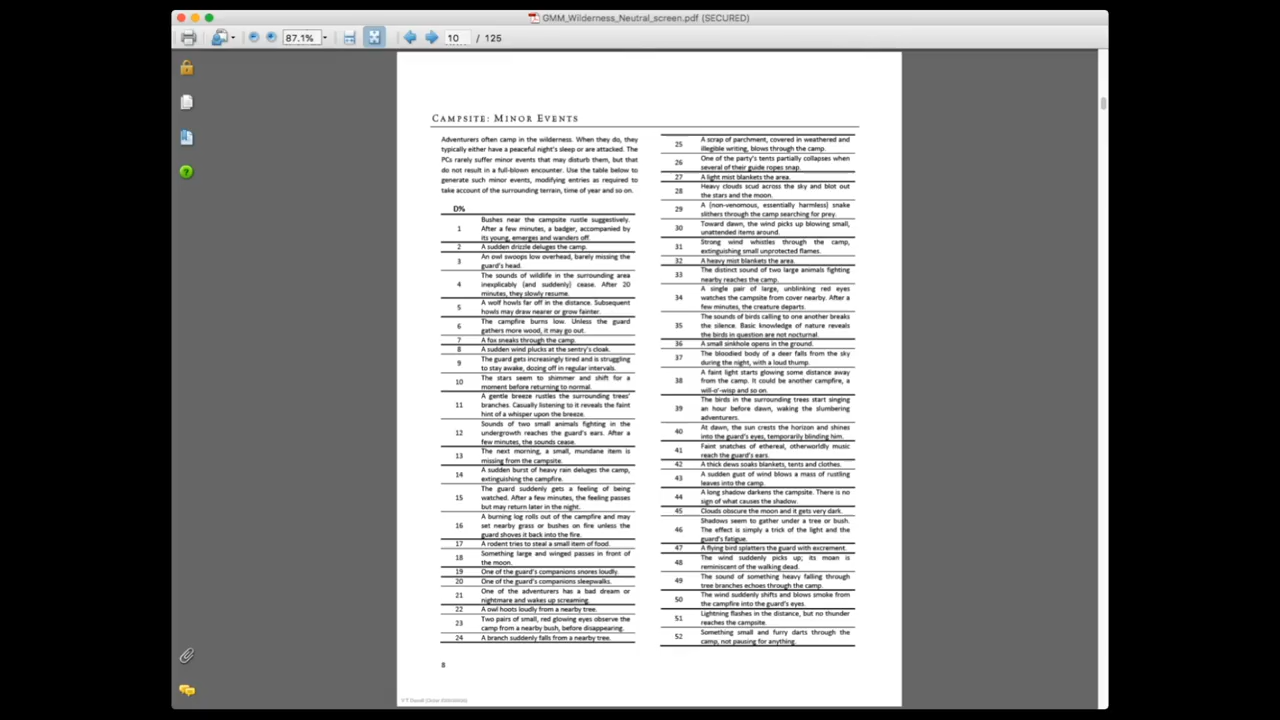 GMM_Wilderness_Neutral_screen.pdf (SECURED)
87.1%
10 / 125
CAMPSITE: MINOR EVENTS
Adventurers often camp in the wilderness. When they do, they
typically either have a peaceful night's sleep or are attacked. The
PCs rarely suffer minor events that may disturb them, but that
do not result in a full-blown encounter. Use the table below to
generate such minor events, modifying entries as required to
take account of the surrounding terrain, time of year and so on.
D%
1 Bushes near the campsite rustle suggestively.
After a few minutes, a badger, accompanied by
its young, emerges and wanders off.
2 A sudden drizzle deluges the camp.
3 An owl swoops low overhead, barely missing the
guard's head.
4 The sounds of wildlife in the surrounding area
inexplicably (and suddenly) cease. After 20
minutes, they slowly resume.
5 A wolf howls far off in the distance. Subsequent
howls may draw nearer or grow fainter.
6 The campfire burns low. Unless the guard
gathers more wood, it may go out.
7 A fox sneaks through the camp.
8 A sudden wind plucks at the sentry's cloak.
9 The guard gets increasingly tired and is struggling
to stay awake, dozing off in regular intervals.
10 The stars seem to shimmer and shift for a
moment before returning to normal.
11 A gentle breeze rustles the surrounding trees'
branches. Casually listening to it reveals the faint
hint of a whisper upon the breeze.
12 Sounds of two small animals fighting in the
undergrowth reaches the guard's ears. After a
few minutes, the sounds cease.
13 The next morning, a small, mundane item is
missing from the campsite.
14 A sudden burst of heavy rain deluges the camp,
extinguishing the campfire.
15 The guard suddenly gets a feeling of being
watched. After a few minutes, the feeling passes
but may return later in the night.
16 A burning log rolls out of the campfire and may
set nearby grass or bushes on fire unless the
guard shoves it back into the fire.
17 A rodent tries to steal a small item of food.
18 Something large and winged passes in front of
the moon.
19 One of the guard's companions snores loudly.
20 One of the guard's companions sleepwalks.
21 One of the adventurers has a bad dream or
nightmare and wakes up screaming.
22 A owl hoots loudly from a nearby tree.
23 Two pairs of small, red glowing eyes observe the
camp from a nearby bush, before disappearing.
24 A branch suddenly falls from a nearby tree.
25 A scrap of parchment, covered in weathered and
illegible writing, blows through the camp.
26 One of the party's tents partially collapses when
several of their guide ropes snap.
27 A light mist blankets the area.
28 Heavy clouds scud across the sky and blot out
the stars and the moon.
29 A (non-venomous, essentially harmless) snake
slithers through the camp searching for prey.
30 Toward dawn, the wind picks up blowing small,
unattended items around.
31 Strong wind whistles through the camp,
extinguishing small unprotected flames.
32 A heavy mist blankets the area.
33 The distinct sound of two large animals fighting
nearby reaches the camp.
34 A single pair of large, unblinking red eyes
watches the campsite from cover nearby. After a
few minutes, the creature departs.
35 The sounds of birds calling to one another breaks
the silence. Basic knowledge of nature reveals
the birds in question are not nocturnal.
36 A small sinkhole opens in the ground.
37 The bloodied body of a deer falls from the sky
during the night, with a loud thump.
38 A faint light starts glowing some distance away
from the camp. It could be another campfire, a
will-o'-wisp and so on.
39 The birds in the surrounding trees start singing
an hour before dawn, waking the slumbering
adventurers.
40 At dawn, the sun crests the horizon and shines
into the guard's eyes, temporarily blinding him.
41 Faint snatches of ethereal, otherworldly music
reach the guard's ears.
42 A thick dews soaks blankets, tents and clothes.
43 A sudden gust of wind blows a mass of rustling
leaves into the camp.
44 A long shadow darkens the campsite. There is no
sign of what causes the shadow.
45 Clouds obscure the moon and it gets very dark.
46 Shadows seem to gather under a tree or bush.
The effect is simply a trick of the light and the
guard's fatigue.
47 A flying bird splatters the guard with excrement.
48 The wind suddenly picks up; its moan is
reminiscent of the walking dead.
49 The sound of something heavy falling through
tree branches echoes through the camp.
50 The wind suddenly shifts and blows smoke from
the campfire into the guard's eyes.
51 Lightning flashes in the distance, but no thunder
reaches the campsite.
52 Something small and furry darts through the
camp, not pausing for anything.
8